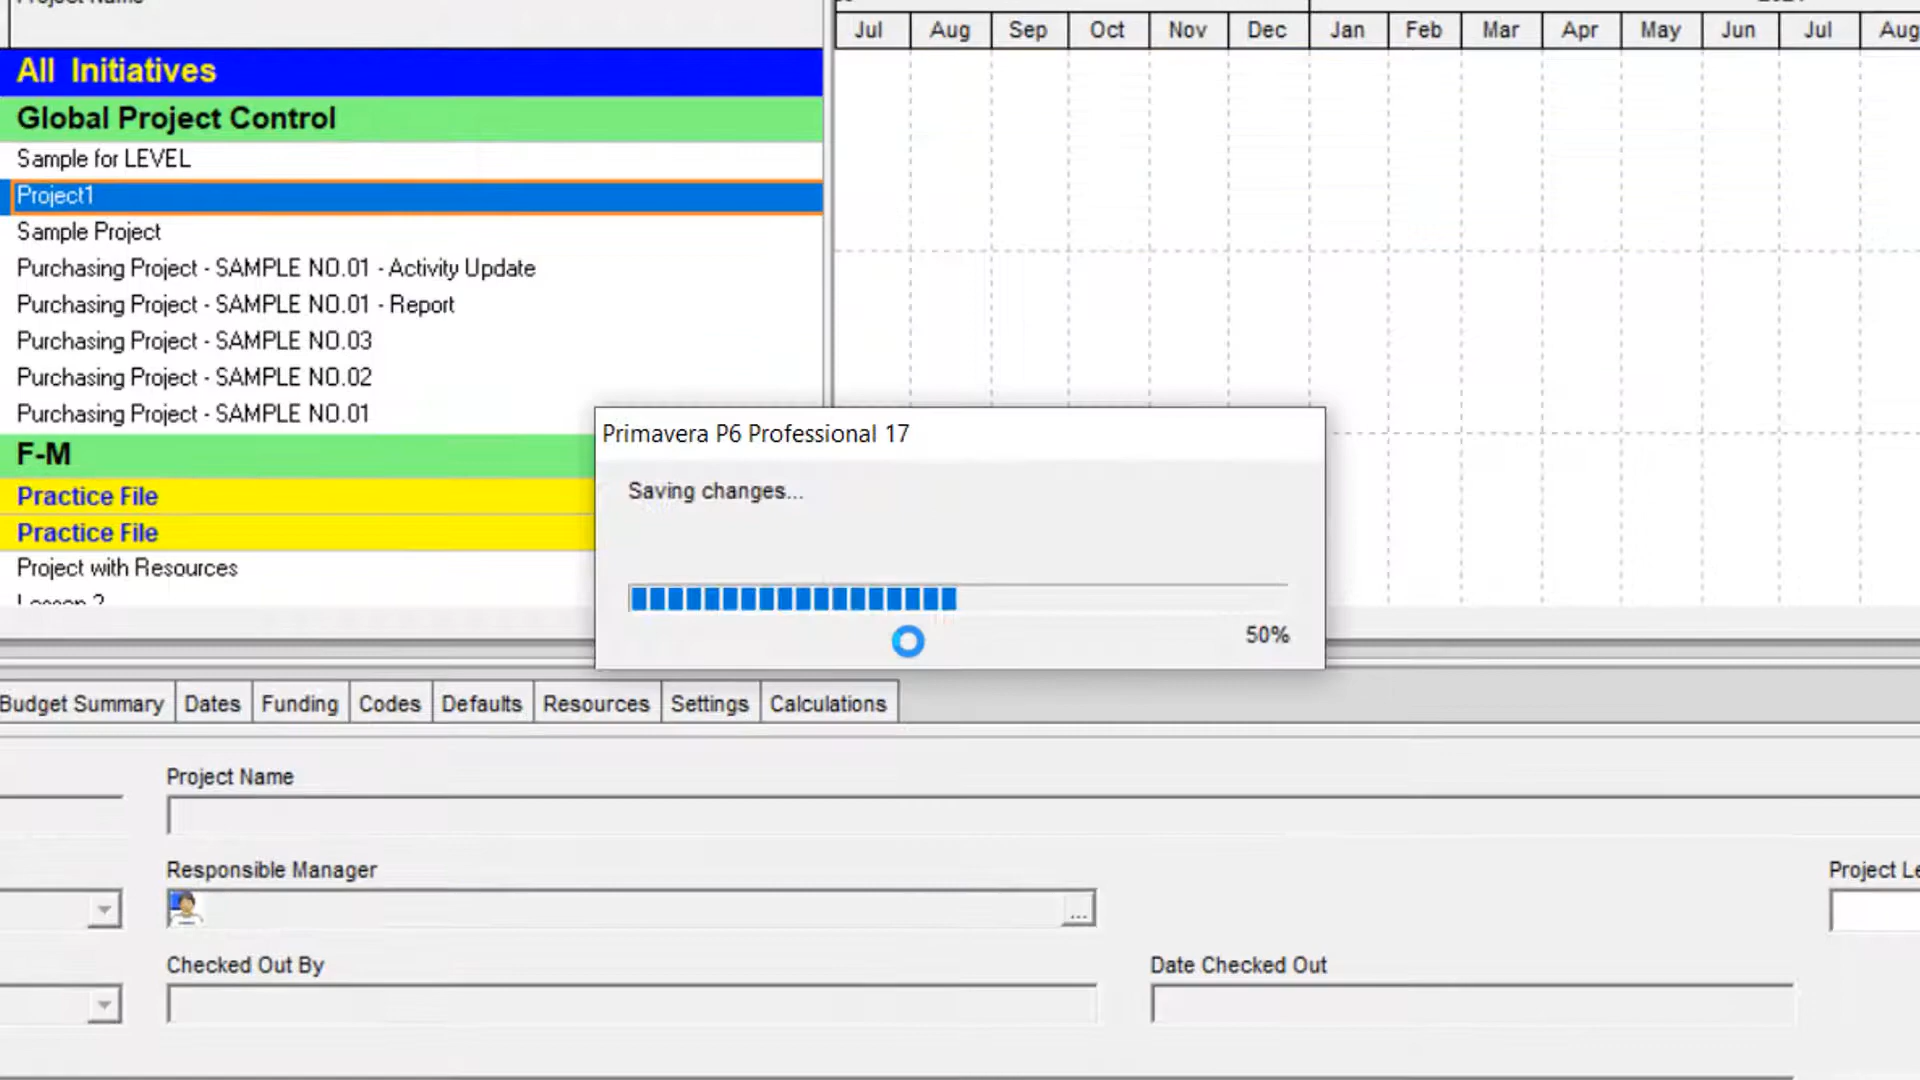 Project Name
Jul Aug Sep Oct Nov Dec Jan Feb Mar Apr May Jun Jul Aug
All Initiatives
Global Project Control
Sample for LEVEL
Project1
Sample Project
Purchasing Project - SAMPLE NO.01 - Activity Update
Purchasing Project - SAMPLE NO.01 - Report
Purchasing Project - SAMPLE NO.03
Purchasing Project - SAMPLE NO.02
Purchasing Project - SAMPLE NO.01
F-M
Practice File
Practice File
Project with Resources
Primavera P6 Professional 17
Saving changes...
50%
Budget Summary Dates Funding Codes Defaults Resources Settings Calculations
Project Name
Responsible Manager
...
Project Le
Checked Out By
Date Checked Out